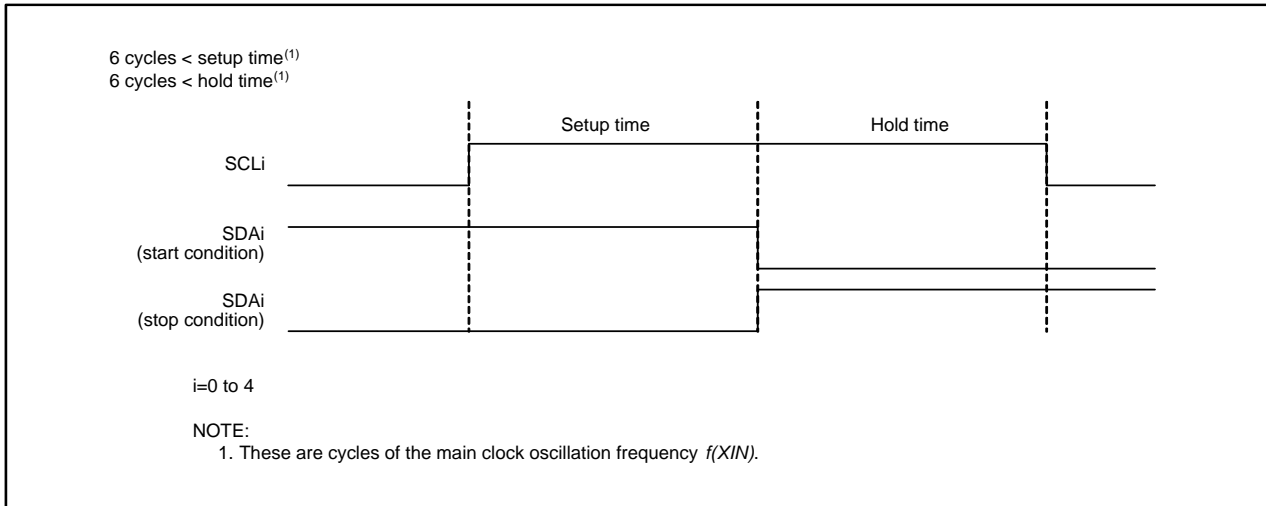 6 cycles < setup time(1)
6 cycles < hold time(1)
Setup time
Hold time
SCLi
SDAi
(start condition)
SDAi
(stop condition)
i=0 to 4
NOTE:
1. These are cycles of the main clock oscillation frequency f(XIN).